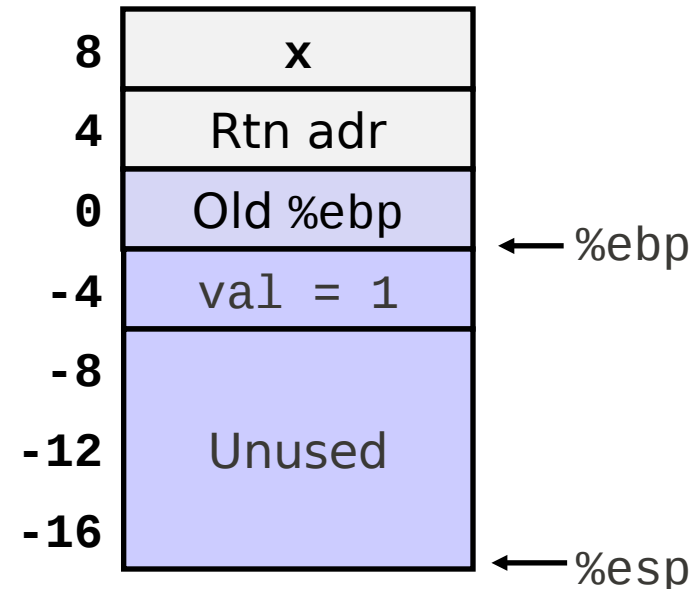 8 x
4 Rtn adr
0 Old %ebp
%ebp
-4 val = 1
-8
-12 Unused
-16
%esp